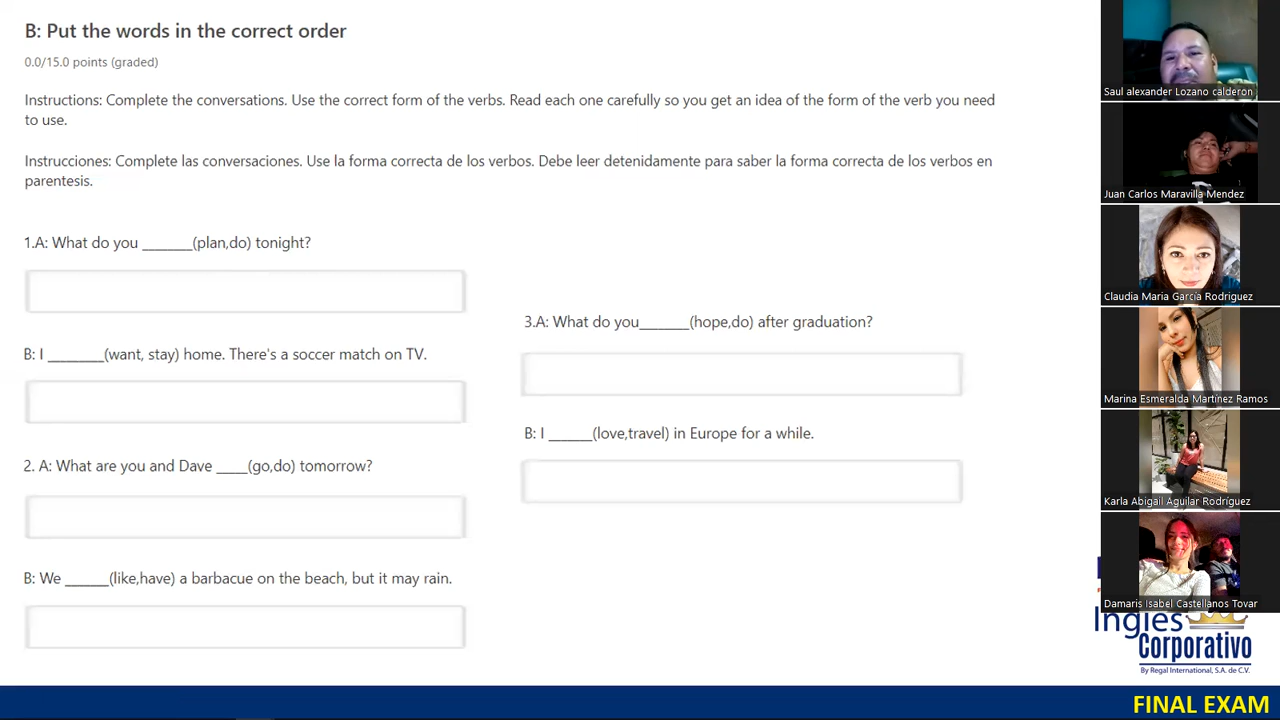 B: Put the words in the correct order
0.0/15.0 points (graded)
Instructions: Complete the conversations. Use the correct form of the verbs. Read each one carefully so you get an idea of the form of the verb you need
to use.
Instrucciones: Complete las conversaciones. Use la forma correcta de los verbos. Debe leer detenidamente para saber la forma correcta de los verbos en
parentesis.
1.A: What do you _______(plan,do) tonight?
B: I ________(want, stay) home. There's a soccer match on TV.
2. A: What are you and Dave ____(go,do) tomorrow?
B: We ______(like,have) a barbacue on the beach, but it may rain.
3.A: What do you_______(hope,do) after graduation?
B: I ______(love,travel) in Europe for a while.
Saul alexander Lozano calderon
Juan Carlos Maravilla Mendez
Claudia Maria García Rodriguez
Marina Esmeralda Martínez Ramos
Karla Abigail Aguilar Rodríguez
Damaris Isabel Castellanos Tovar
Inglés
Corporativo
By Regal International, S.A. de C.V.
FINAL EXAM